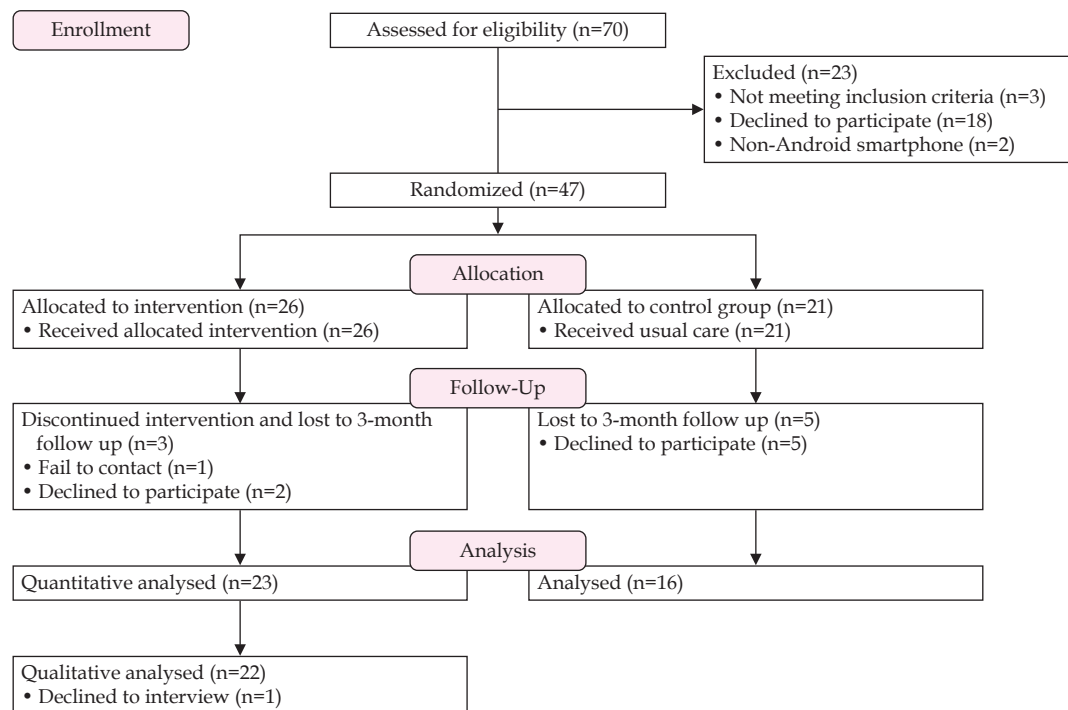 Enrollment
Assessed for eligibility (n=70)
Excluded (n=23)
• Not meeting inclusion criteria (n=3)
• Declined to participate (n=18)
• Non-Android smartphone (n=2)
Randomized (n=47)
Allocation
Allocated to intervention (n=26)
• Received allocated intervention (n=26)
Allocated to control group (n=21)
• Received usual care (n=21)
Follow-Up
Discontinued intervention and lost to 3-month
follow up (n=3)
• Fail to contact (n=1)
• Declined to participate (n=2)
Lost to 3-month follow up (n=5)
• Declined to participate (n=5)
Analysis
Quantitative analysed (n=23)
Analysed (n=16)
Qualitative analysed (n=22)
• Declined to interview (n=1)